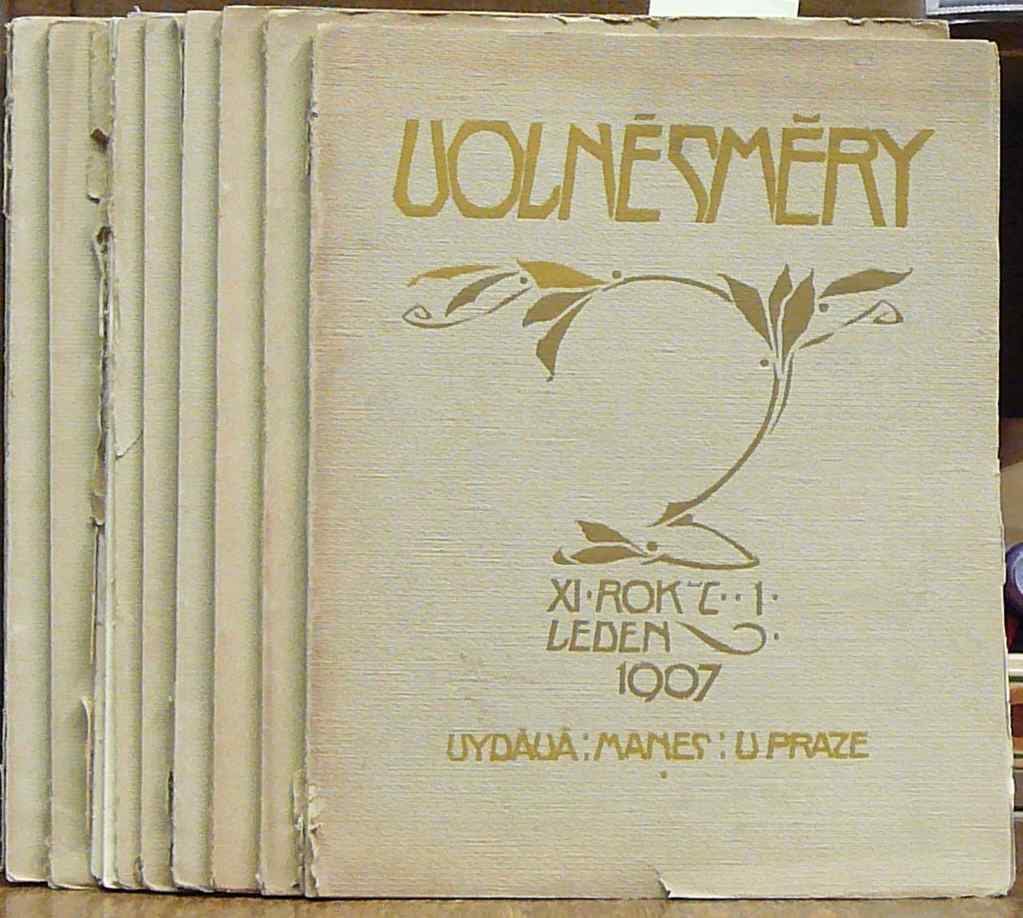 VOLNÉ SMĚRY
XI·ROK Č··1·
LEDEN
1907
VYDÁVÁ: MANES: V PRAZE